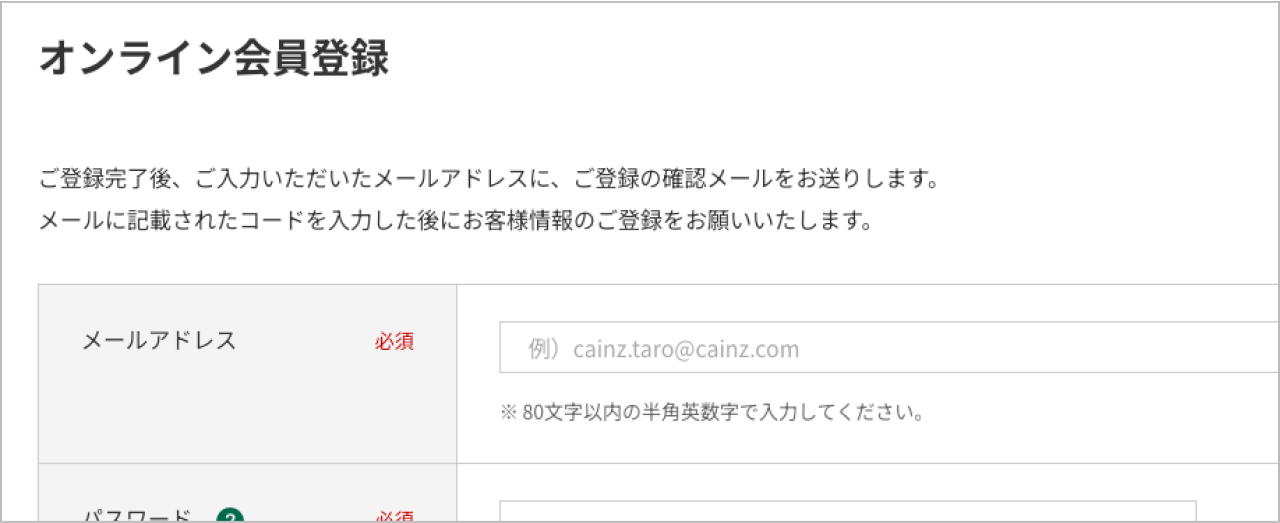 オンライン会員登録
ご登録完了後、ご入力いただいたメールアドレスに、ご登録の確認メールをお送りします。
メールに記載されたコードを入力した後にお客様情報のご登録をお願いいたします。
メールアドレス 必須 例）cainz.taro@cainz.com
※ 80文字以内の半角英数字で入力してください。
パスワード ? 必須